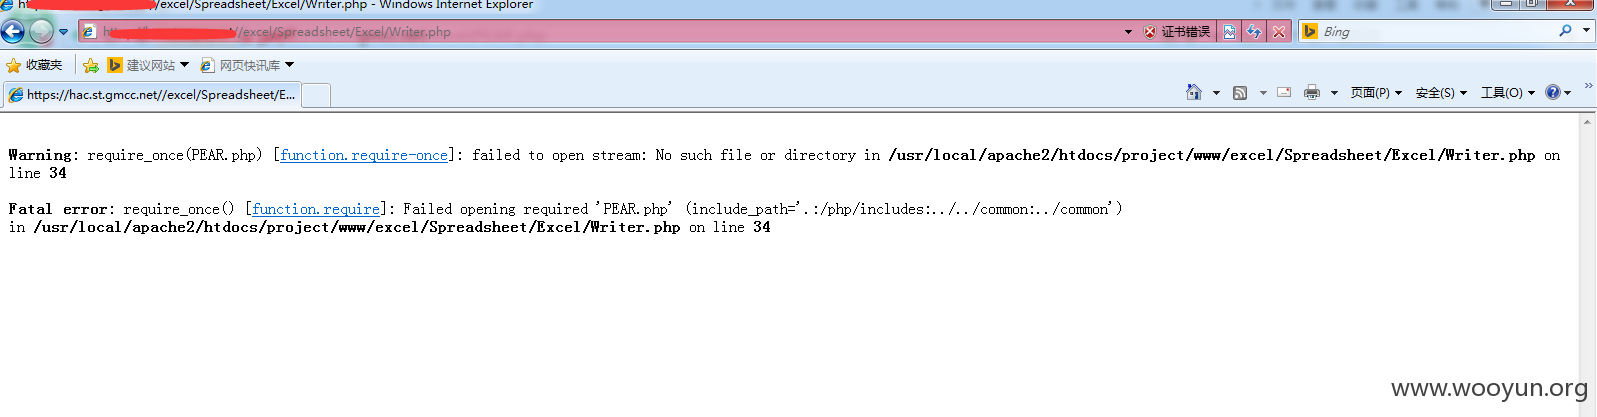 /excel/Spreadsheet/Excel/Writer.php - Windows Internet Explorer
//excel/Spreadsheet/Excel/Writer.php 证书错误 Bing
收藏夹 建议网站 网页快讯库
https://hac.st.gmcc.net//excel/Spreadsheet/E... 页面(P) 安全(S) 工具(O)
Warning: require_once(PEAR.php) [function.require-once]: failed to open stream: No such file or directory in /usr/local/apache2/htdocs/project/www/excel/Spreadsheet/Excel/Writer.php on
line 34
Fatal error: require_once() [function.require]: Failed opening required 'PEAR.php' (include_path='.:/php/includes:../../common:../common')
in /usr/local/apache2/htdocs/project/www/excel/Spreadsheet/Excel/Writer.php on line 34
www.wooyun.org